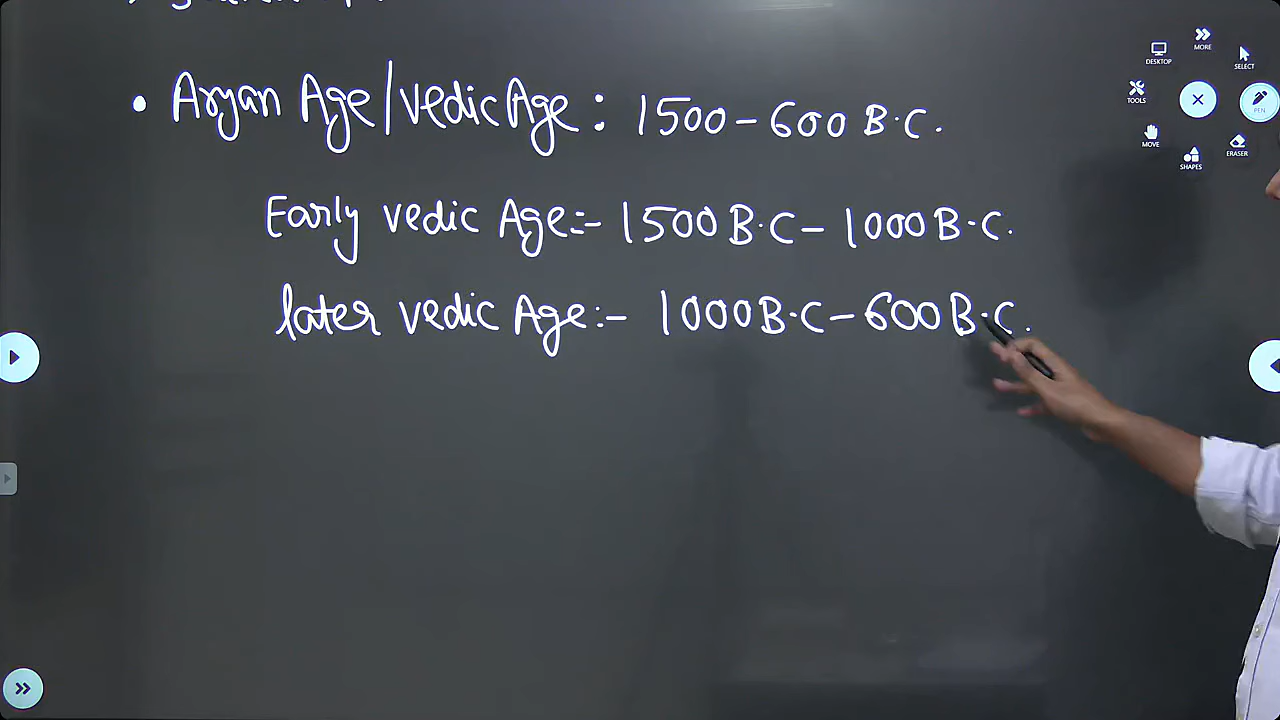 • Aryan Age/vedic Age : 1500 – 600 B.C.
Early vedic Age:- 1500 B.C – 1000 B.C.
later vedic Age:- 1000 B.C – 600 B.C.
MORE
DESKTOP
SELECT
TOOLS
PEN
MOVE
ERASER
SHAPES